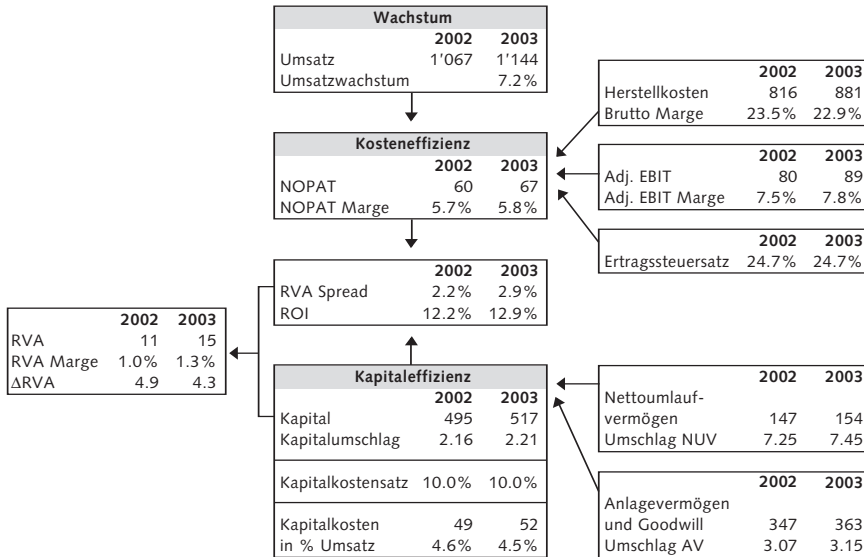 Wachstum
2002 2003
Umsatz 1'067 1'144
Umsatzwachstum 7.2%
2002 2003
Herstellkosten 816 881
Brutto Marge 23.5% 22.9%
Kosteneffizienz
2002 2003
NOPAT 60 67
NOPAT Marge 5.7% 5.8%
2002 2003
Adj. EBIT 80 89
Adj. EBIT Marge 7.5% 7.8%
2002 2003
Ertragssteuersatz 24.7% 24.7%
2002 2003
RVA Spread 2.2% 2.9%
ROI 12.2% 12.9%
2002 2003
RVA 11 15
RVA Marge 1.0% 1.3%
ΔRVA 4.9 4.3
Kapitaleffizienz
2002 2003
Kapital 495 517
Kapitalumschlag 2.16 2.21
Kapitalkostensatz 10.0% 10.0%
Kapitalkosten 49 52
in % Umsatz 4.6% 4.5%
2002 2003
Nettoumlauf-
vermögen 147 154
Umschlag NUV 7.25 7.45
2002 2003
Anlagevermögen
und Goodwill 347 363
Umschlag AV 3.07 3.15